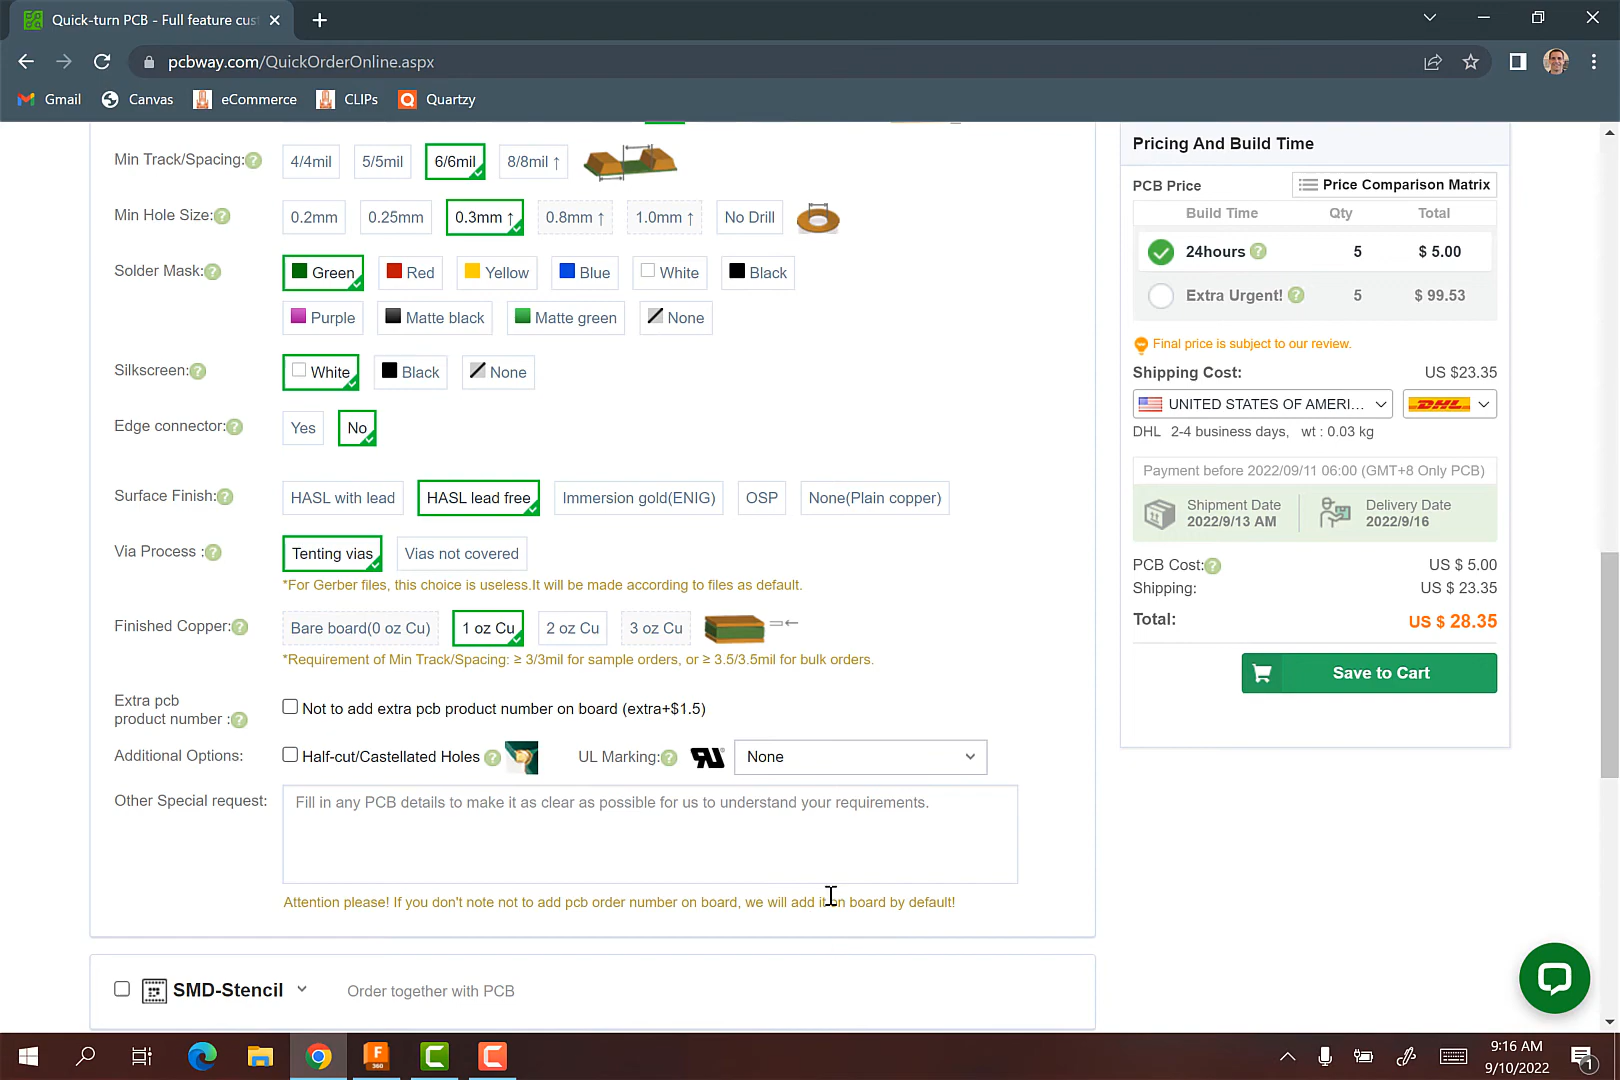 Quick-turn PCB - Full feature cus
pcbway.com/QuickOrderOnline.aspx
Gmail
Canvas
eCommerce
CLIPs
Quartzy
Min Track/Spacing:
4/4mil
5/5mil
6/6mil
8/8mil ↑
Min Hole Size:
0.2mm
0.25mm
0.3mm ↑
0.8mm ↑
1.0mm ↑
No Drill
Solder Mask:
Green
Red
Yellow
Blue
White
Black
Purple
Matte black
Matte green
None
Silkscreen:
White
Black
None
Edge connector:
Yes
No
Surface Finish:
HASL with lead
HASL lead free
Immersion gold(ENIG)
OSP
None(Plain copper)
Via Process :
Tenting vias
Vias not covered
*For Gerber files, this choice is useless.It will be made according to files as default.
Finished Copper:
Bare board(0 oz Cu)
1 oz Cu
2 oz Cu
3 oz Cu
*Requirement of Min Track/Spacing: ≥ 3/3mil for sample orders, or ≥ 3.5/3.5mil for bulk orders.
Extra pcb
product number :
Not to add extra pcb product number on board (extra+$1.5)
Additional Options:
Half-cut/Castellated Holes
UL Marking:
None
Other Special request:
Fill in any PCB details to make it as clear as possible for us to understand your requirements.
Attention please! If you don't note not to add pcb order number on board, we will add it on board by default!
SMD-Stencil
Order together with PCB
Pricing And Build Time
PCB Price
Price Comparison Matrix
Build Time
Qty
Total
24hours
5
$ 5.00
Extra Urgent!
5
$ 99.53
Final price is subject to our review.
Shipping Cost:
US $23.35
UNITED STATES OF AMERI...
DHL
DHL 2-4 business days, wt : 0.03 kg
Payment before 2022/09/11 06:00 (GMT+8 Only PCB)
Shipment Date
2022/9/13 AM
Delivery Date
2022/9/16
PCB Cost:
US $ 5.00
Shipping:
US $ 23.35
Total:
US $ 28.35
Save to Cart
F
360
C
C
9:16 AM
9/10/2022
1